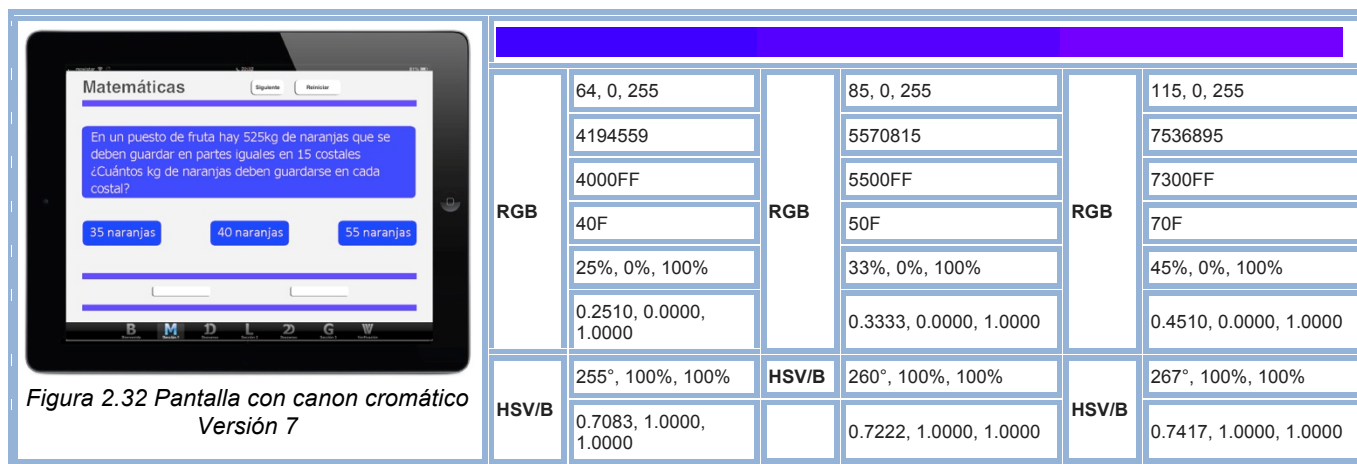 Matemáticas
Siguiente
Reiniciar
En un puesto de fruta hay 525kg de naranjas que se
deben guardar en partes iguales en 15 costales
¿Cuántos kg de naranjas deben guardarse en cada
costal?
35 naranjas
40 naranjas
55 naranjas
B
M
D
L
2D
G
W
Figura 2.32 Pantalla con canon cromático
Versión 7
RGB
64, 0, 255
4194559
4000FF
40F
25%, 0%, 100%
0.2510, 0.0000,
1.0000
RGB
85, 0, 255
5570815
5500FF
50F
33%, 0%, 100%
0.3333, 0.0000, 1.0000
RGB
115, 0, 255
7536895
7300FF
70F
45%, 0%, 100%
0.4510, 0.0000, 1.0000
HSV/B
255°, 100%, 100%
0.7083, 1.0000,
1.0000
HSV/B
260°, 100%, 100%
0.7222, 1.0000, 1.0000
HSV/B
267°, 100%, 100%
0.7417, 1.0000, 1.0000